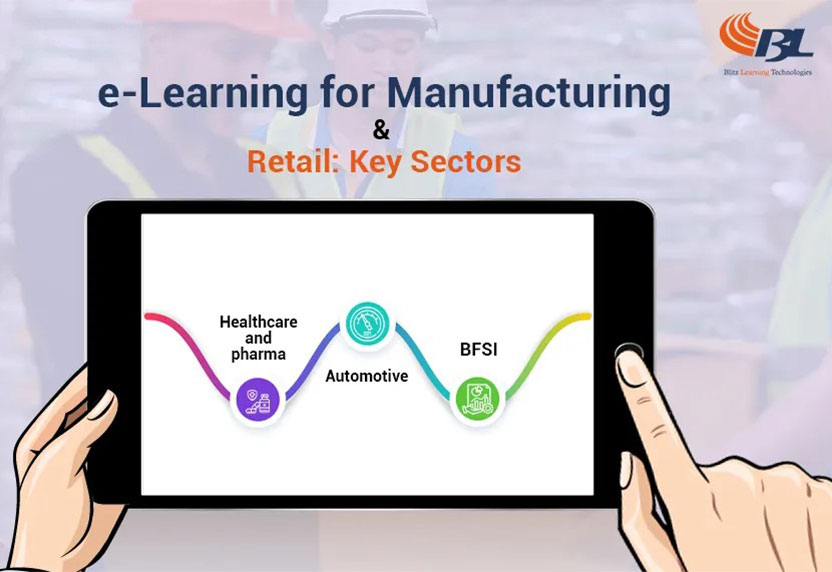 BL
Blitz Learning Technologies
e-Learning for Manufacturing
&
Retail: Key Sectors
Healthcare
and
pharma
Automotive
BFSI